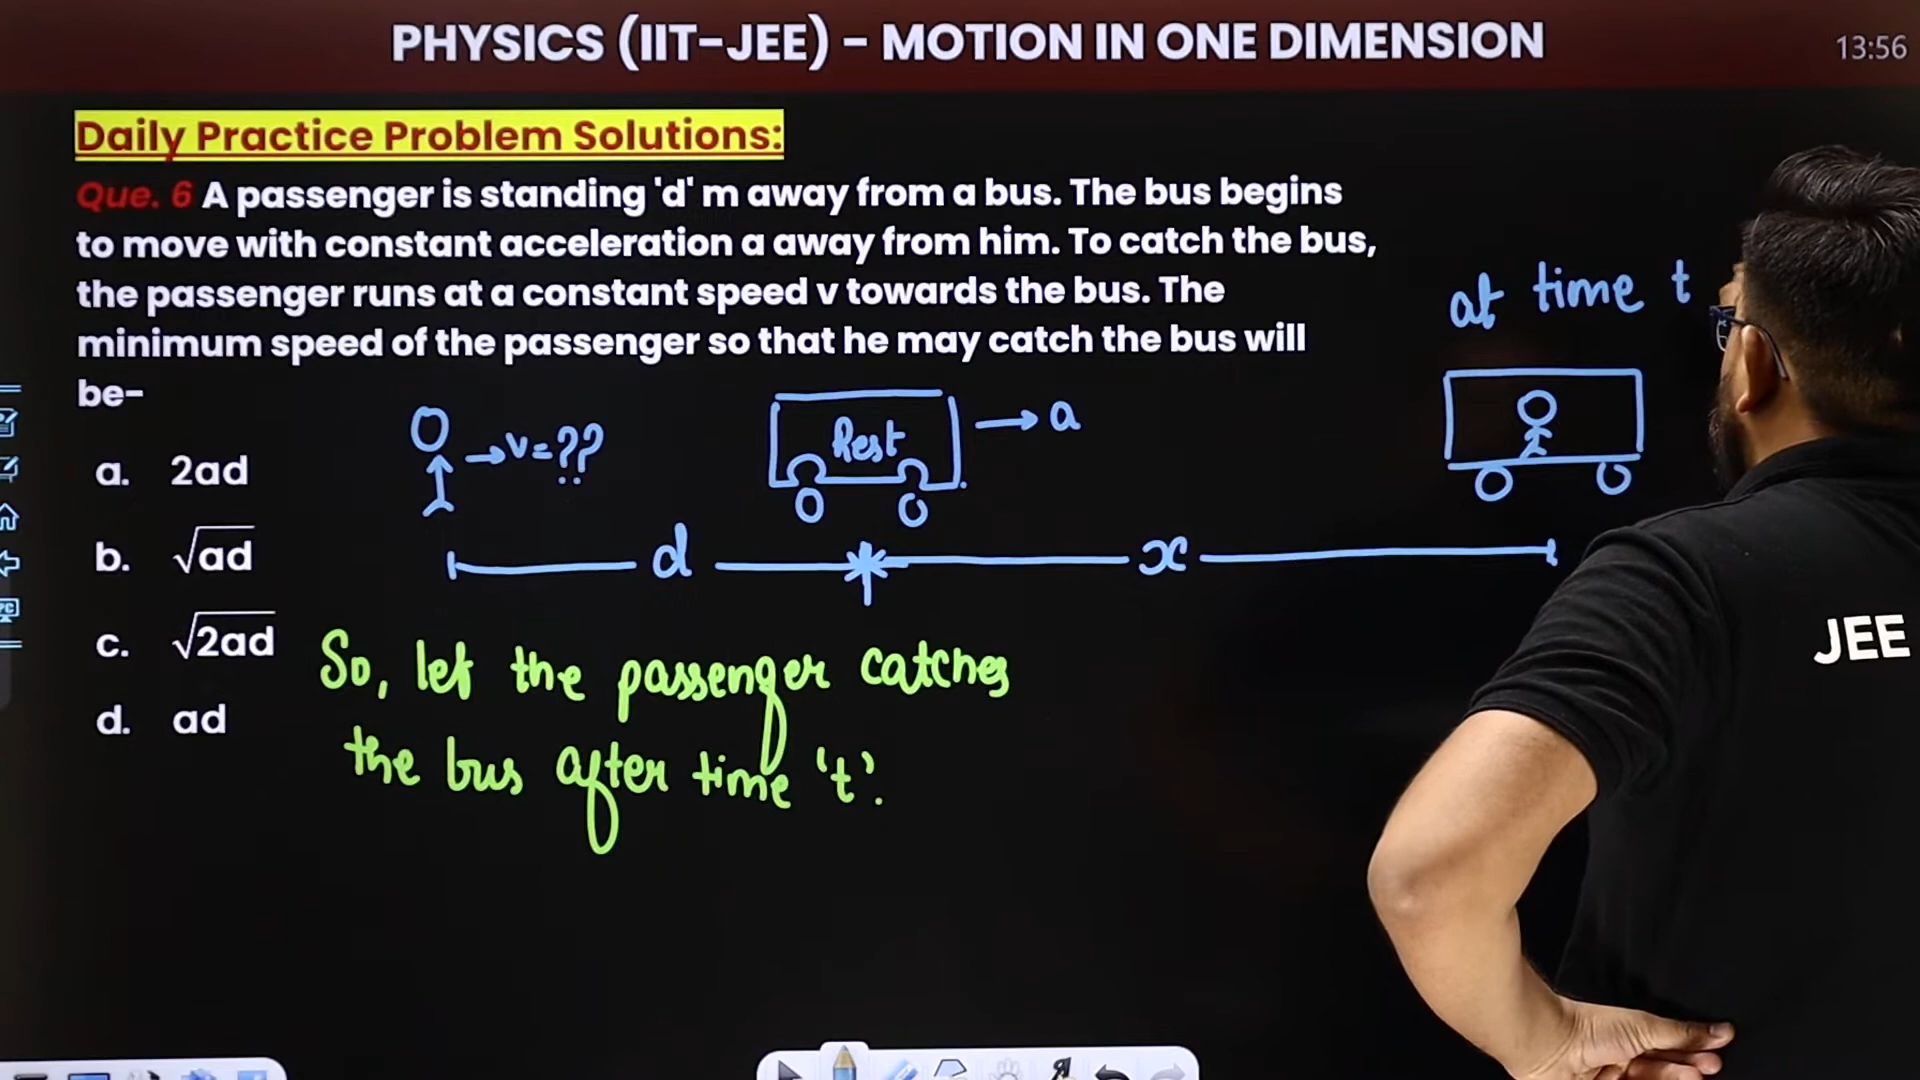 PHYSICS (IIT-JEE) - MOTION IN ONE DIMENSION
13:56
Daily Practice Problem Solutions:
Que. 6 A passenger is standing 'd' m away from a bus. The bus begins
to move with constant acceleration a away from him. To catch the bus,
the passenger runs at a constant speed v towards the bus. The
minimum speed of the passenger so that he may catch the bus will
be-
at time t
→ v = ??
Rest
→ a
a. 2ad
b. √ad
c. √2ad
d. ad
d
x
So, let the passenger catches
the bus after time 't'.
JEE
PC